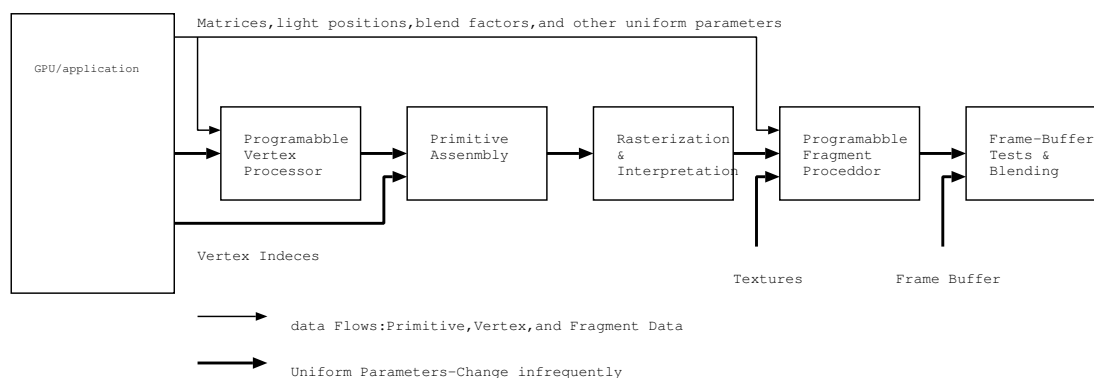 Matrices,light positions,blend factors,and other uniform parameters
GPU/application
Programabble
Vertex
Processor
Primitive
Assenmbly
Rasterization
&
Interpretation
Programabble
Fragment
Proceddor
Frame-Buffer
Tests &
Blending
Vertex Indeces
Textures
Frame Buffer
data Flows:Primitive,Vertex,and Fragment Data
Uniform Parameters-Change infrequently